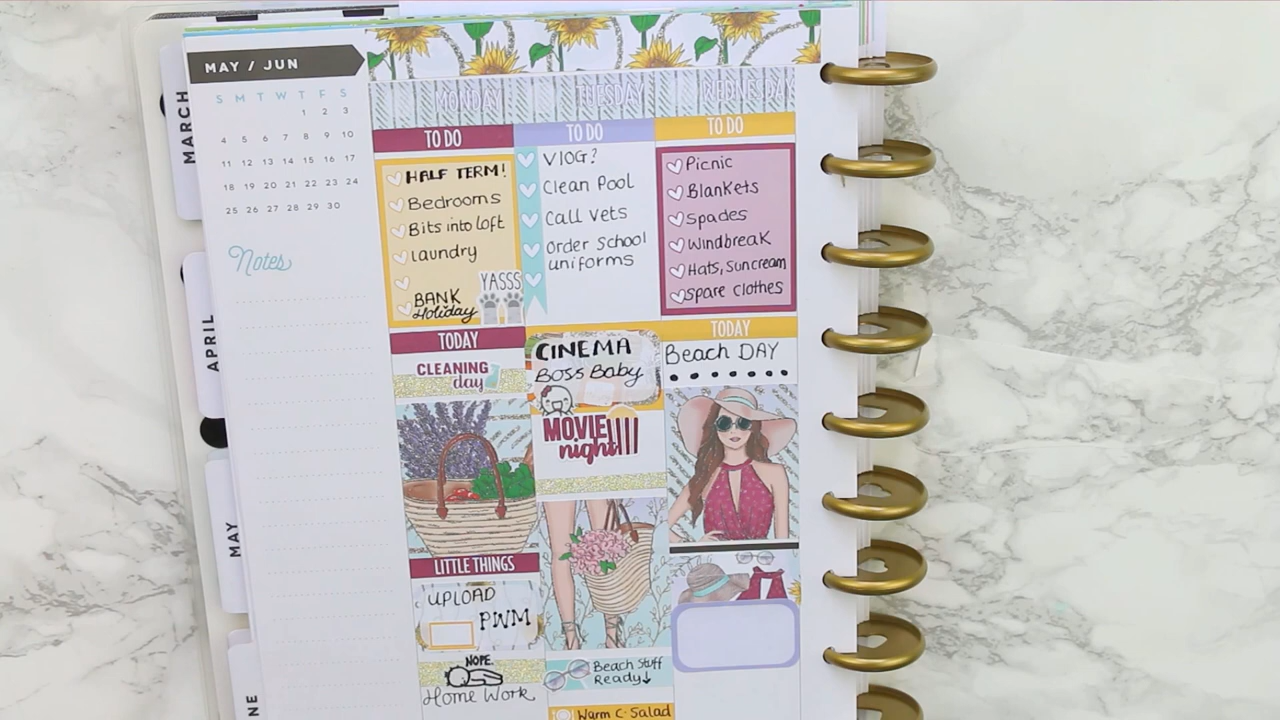 MARCH
APRIL
MAY
NE
MAY / JUN
S M T W T F S
1 2 3
4 5 6 7 8 9 10
11 12 13 14 15 16 17
18 19 20 21 22 23 24
25 26 27 28 29 30
Notes
MONDAY
TO DO
HALF TERM!
Bedrooms
Bits into Loft
Laundry
BANK
Holiday
YASSS
TODAY
CLEANING
day
LITTLE THINGS
UPLOAD
PWM
NOPE.
Home Work
TUESDAY
TO DO
VLOG?
Clean Pool
Call Vets
Order School
uniforms
CINEMA
Boss Baby
MOVIE
night
Beach Stuff
Ready↓
Warm C. Salad
WEDNESDAY
TO DO
Picnic
Blankets
Spades
Windbreak
Hats, Suncream
Spare clothes
TODAY
Beach DAY